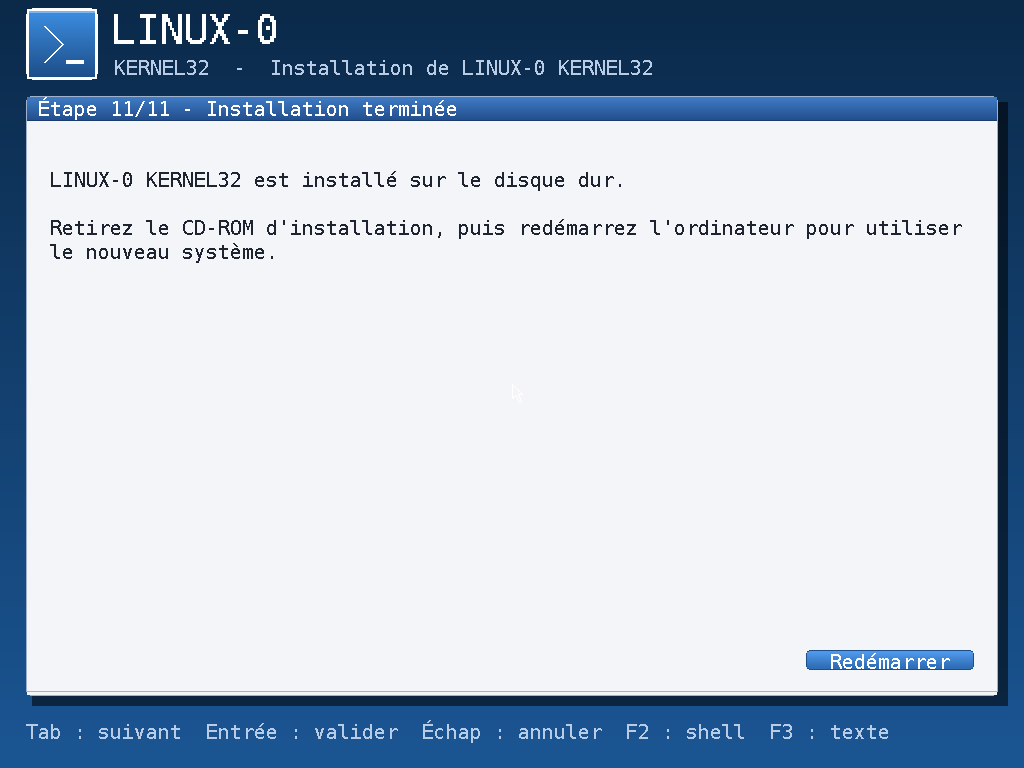 LINUX-0
KERNEL32  -  Installation de LINUX-0 KERNEL32
Étape 11/11 - Installation terminée
LINUX-0 KERNEL32 est installé sur le disque dur.
Retirez le CD-ROM d'installation, puis redémarrez l'ordinateur pour utiliser
le nouveau système.
Redémarrer
Tab : suivant  Entrée : valider  Échap : annuler  F2 : shell  F3 : texte